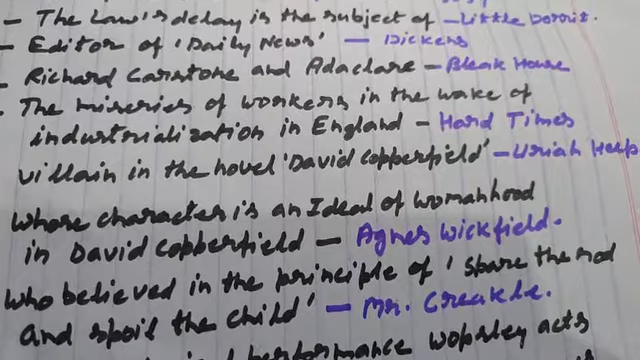 - The Law's delay is the subject of - Little Dorrit.
- Editor of 'Daily News' - Dickens
- Richard Carstone and Adaclare - Bleak House
. The miseries of workers in the wake of
industrialization in England - Hard Times
villain in the novel 'David Copperfield' - Uriah Heep
Whose character is an Ideal of Womanhood
in David Copperfield - Agnes Wickfield.
Who believed in the principle of 'spare the rod
and spoil the child' - Mr. Creakle.
performance Wopsley acts